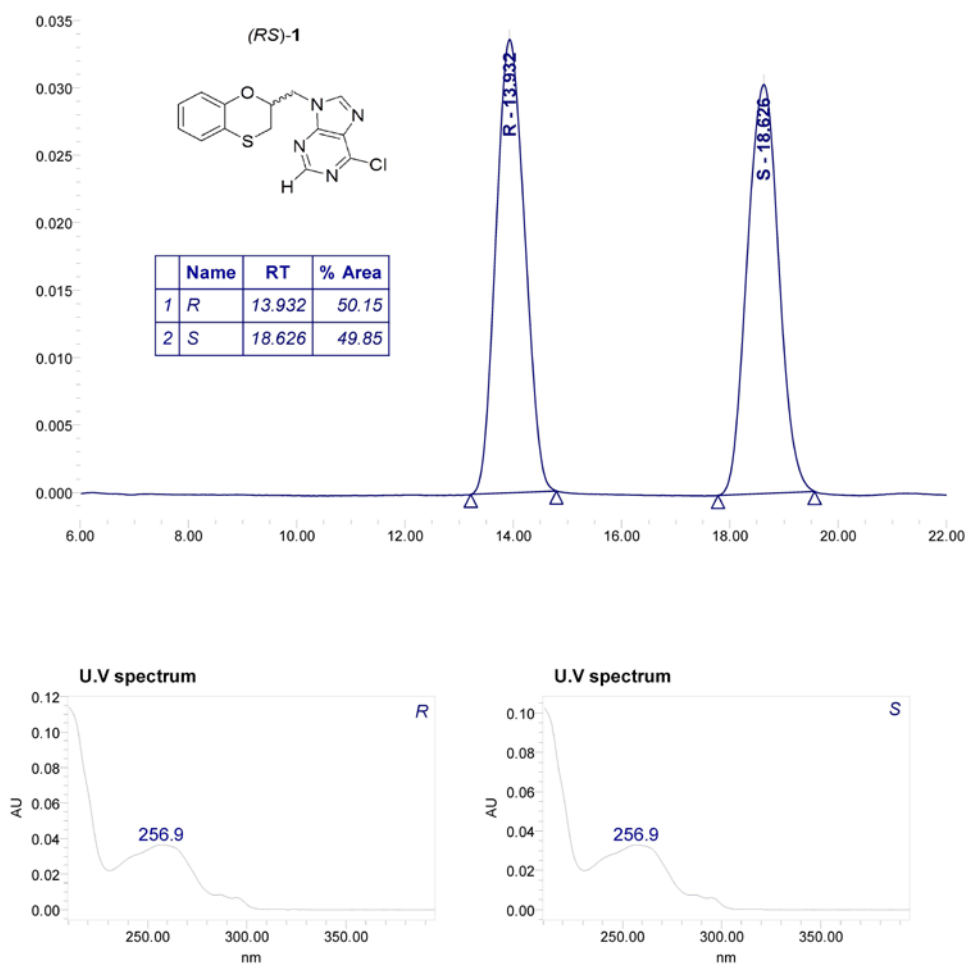 (RS)-1
O
N
N
S
N
N
Cl
H
R - 13.932
S - 18.626
Name RT % Area
1 R 13.932 50.15
2 S 18.626 49.85
0.035
0.030
0.025
0.020
0.015
0.010
0.005
0.000
6.00 8.00 10.00 12.00 14.00 16.00 18.00 20.00 22.00
U.V spectrum
R
256.9
0.12
0.10
0.08
0.06
0.04
0.02
0.00
AU
250.00 300.00 350.00
nm
U.V spectrum
S
256.9
0.10
0.08
0.06
0.04
0.02
0.00
AU
250.00 300.00 350.00
nm